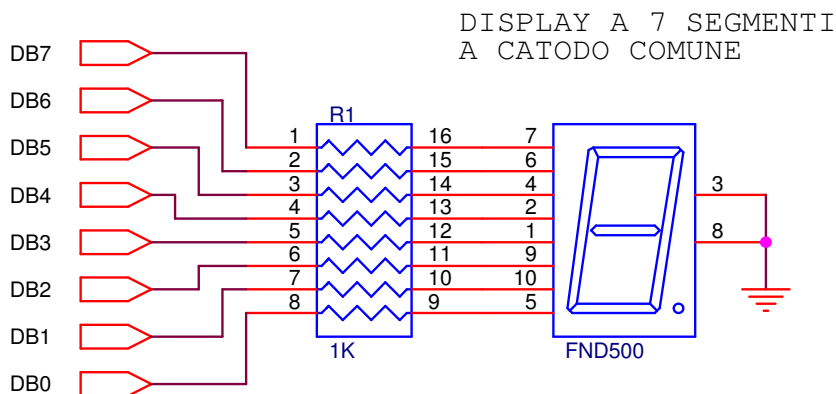 DISPLAY A 7 SEGMENTI
A CATODO COMUNE
DB7
DB6
R1
DB5
1 16 7
2 15 6
DB4
3 14 4 3
4 13 2
DB3
5 12 1 8
6 11 9
DB2
7 10 10
8 9 5
DB1
1K FND500
DB0